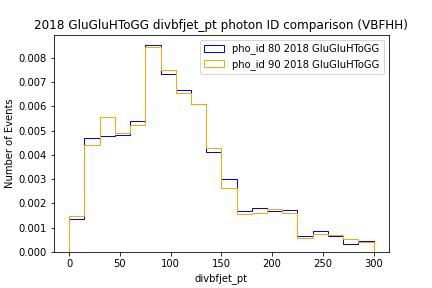 2018 GluGluHToGG divbfjet_pt photon ID comparison (VBFHH)
pho_id 80 2018 GluGluHToGG
pho_id 90 2018 GluGluHToGG
Number of Events
0.008
0.007
0.006
0.005
0.004
0.003
0.002
0.001
0.000
0 50 100 150 200 250 300
divbfjet_pt